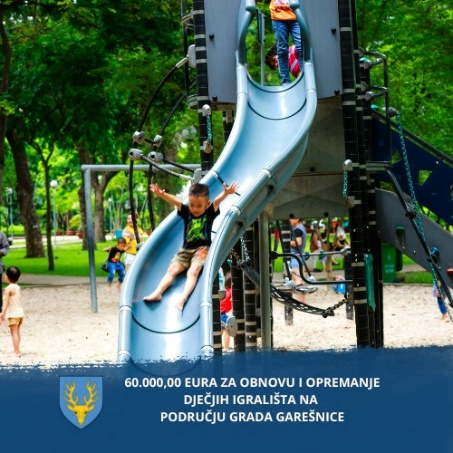 60.000,00 EURA ZA OBNOVU I OPREMANJE
DJEČJIH IGRALIŠTA NA
PODRUČJU GRADA GAREŠNICE